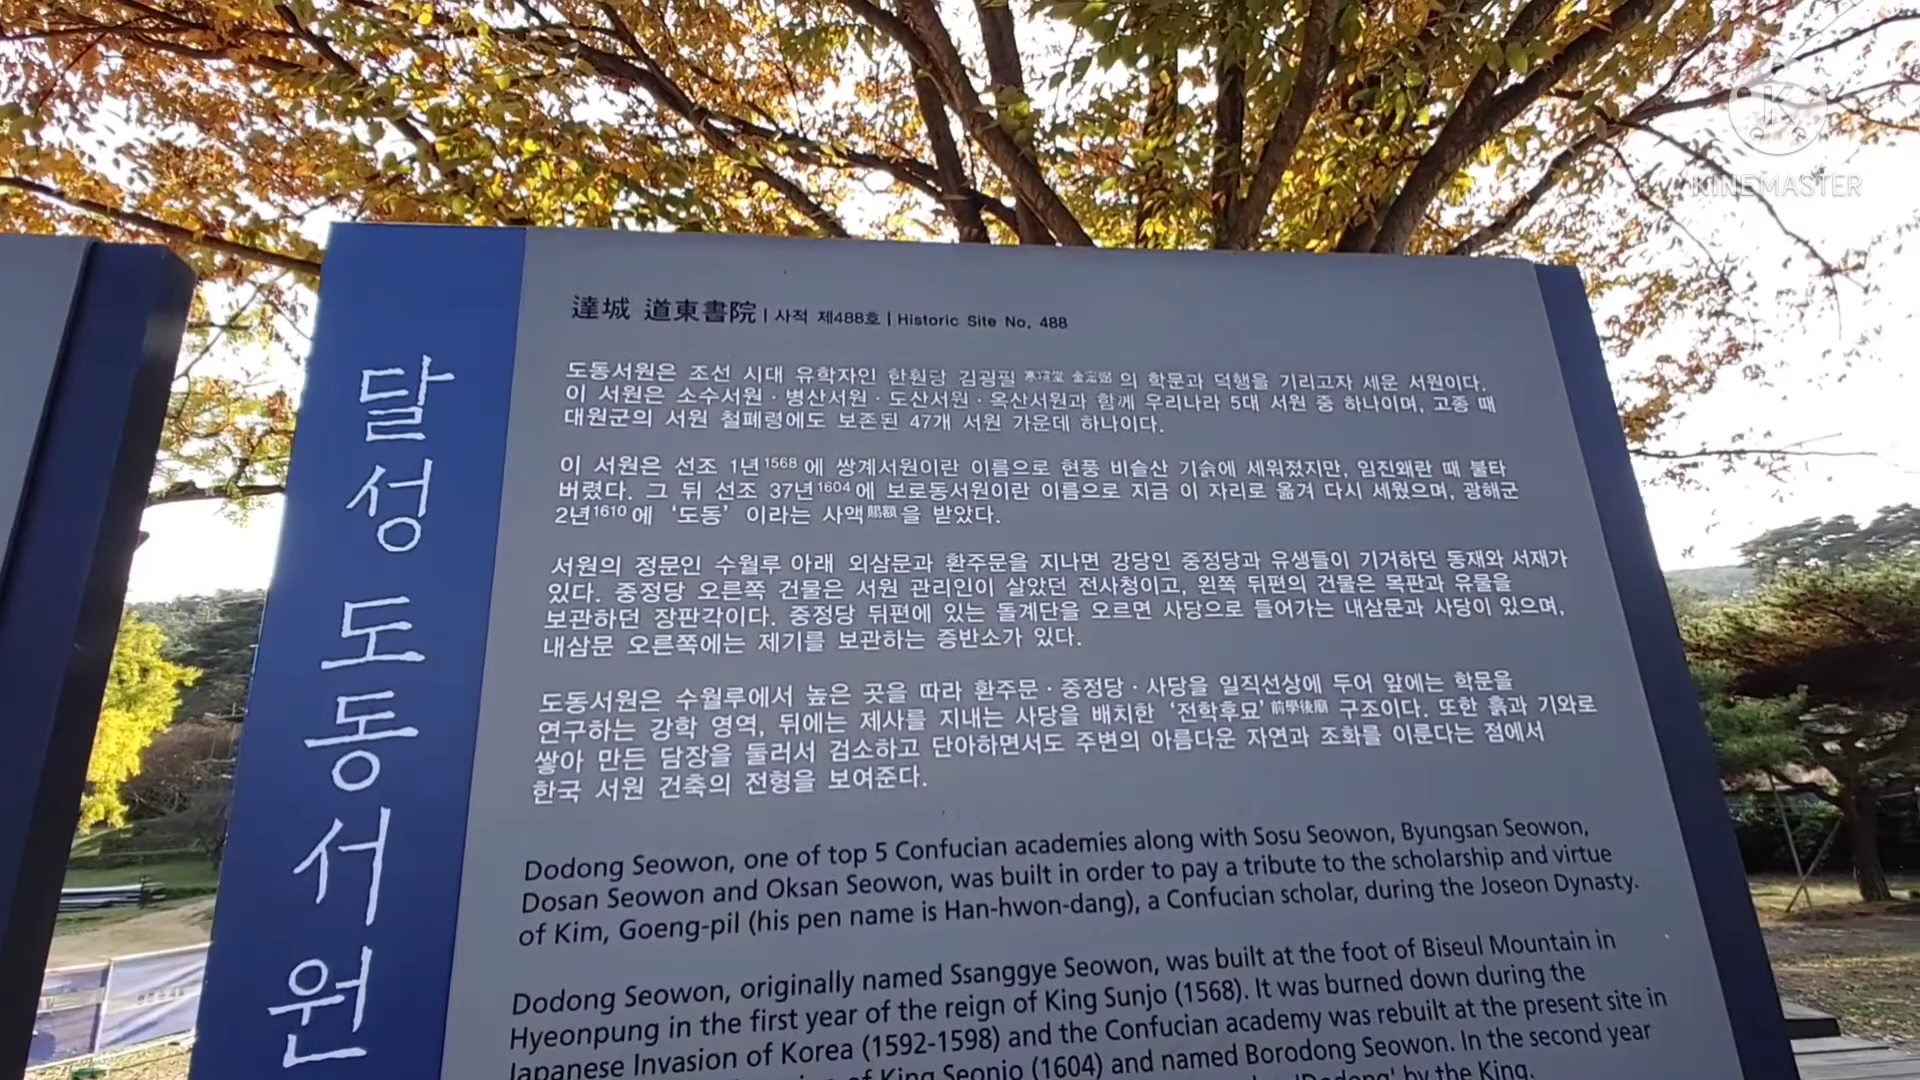 KINEMASTER
달성 도동서원
達城 道東書院 | 사적 제488호 | Historic Site No, 488
도동서원은 조선 시대 유학자인 한훤당 김굉필 寒暄堂 金宏弼 의 학문과 덕행을 기리고자 세운 서원이다.
이 서원은 소수서원 · 병산서원 · 도산서원 · 옥산서원과 함께 우리나라 5대 서원 중 하나이며, 고종 때
대원군의 서원 철폐령에도 보존된 47개 서원 가운데 하나이다.
이 서원은 선조 1년1568에 쌍계서원이란 이름으로 현풍 비슬산 기슭에 세워졌지만, 임진왜란 때 불타
버렸다. 그 뒤 선조 37년1604에 보로동서원이란 이름으로 지금 이 자리로 옮겨 다시 세웠으며, 광해군
2년1610에 ‘도동’ 이라는 사액賜額을 받았다.
서원의 정문인 수월루 아래 외삼문과 환주문을 지나면 강당인 중정당과 유생들이 기거하던 동재와 서재가
있다. 중정당 오른쪽 건물은 서원 관리인이 살았던 전사청이고, 왼쪽 뒤편의 건물은 목판과 유물을
보관하던 장판각이다. 중정당 뒤편에 있는 돌계단을 오르면 사당으로 들어가는 내삼문과 사당이 있으며,
내삼문 오른쪽에는 제기를 보관하는 증반소가 있다.
도동서원은 수월루에서 높은 곳을 따라 환주문 · 중정당 · 사당을 일직선상에 두어 앞에는 학문을
연구하는 강학 영역, 뒤에는 제사를 지내는 사당을 배치한 ‘전학후묘’前學後廟 구조이다. 또한 흙과 기와로
쌓아 만든 담장을 둘러서 검소하고 단아하면서도 주변의 아름다운 자연과 조화를 이룬다는 점에서
한국 서원 건축의 전형을 보여준다.
Dodong Seowon, one of top 5 Confucian academies along with Sosu Seowon, Byungsan Seowon,
Dosan Seowon and Oksan Seowon, was built in order to pay a tribute to the scholarship and virtue
of Kim, Goeng-pil (his pen name is Han-hwon-dang), a Confucian scholar, during the Joseon Dynasty.
Dodong Seowon, originally named Ssanggye Seowon, was built at the foot of Biseul Mountain in
Hyeonpung in the first year of the reign of King Sunjo (1568). It was burned down during the
Japanese Invasion of Korea (1592-1598) and the Confucian academy was rebuilt at the present site in
of King Seonjo (1604) and named Borodong Seowon. In the second year
'Dodong' by the King.